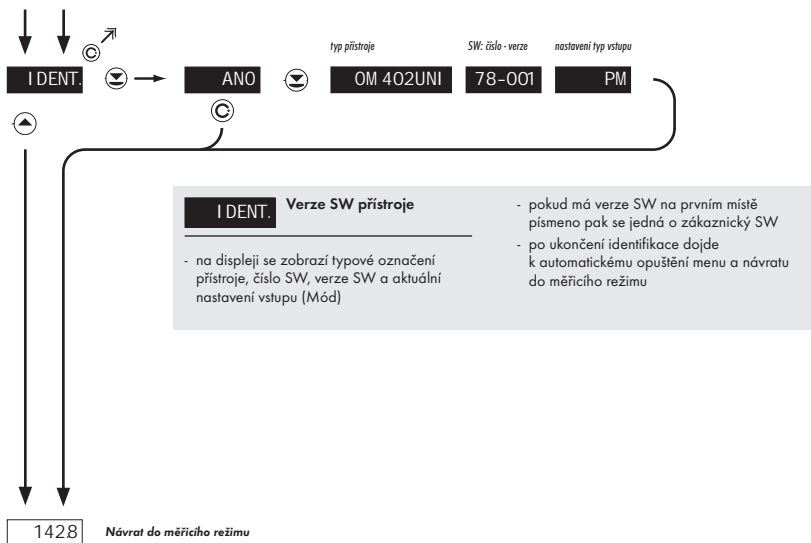 typ přístroje SW: číslo - verze nastavení typ vstupu
IDENT. ANO OM 402UNI 78-001 PM
IDENT. Verze SW přístroje
- na displeji se zobrazí typové označení
přístroje, číslo SW, verze SW a aktuální
nastavení vstupu (Mód)
- pokud má verze SW na prvním místě
písmeno pak se jedná o zákaznický SW
- po ukončení identifikace dojde
k automatickému opuštění menu a návratu
do měřicího režimu
142.8 Návrat do měřicího režimu